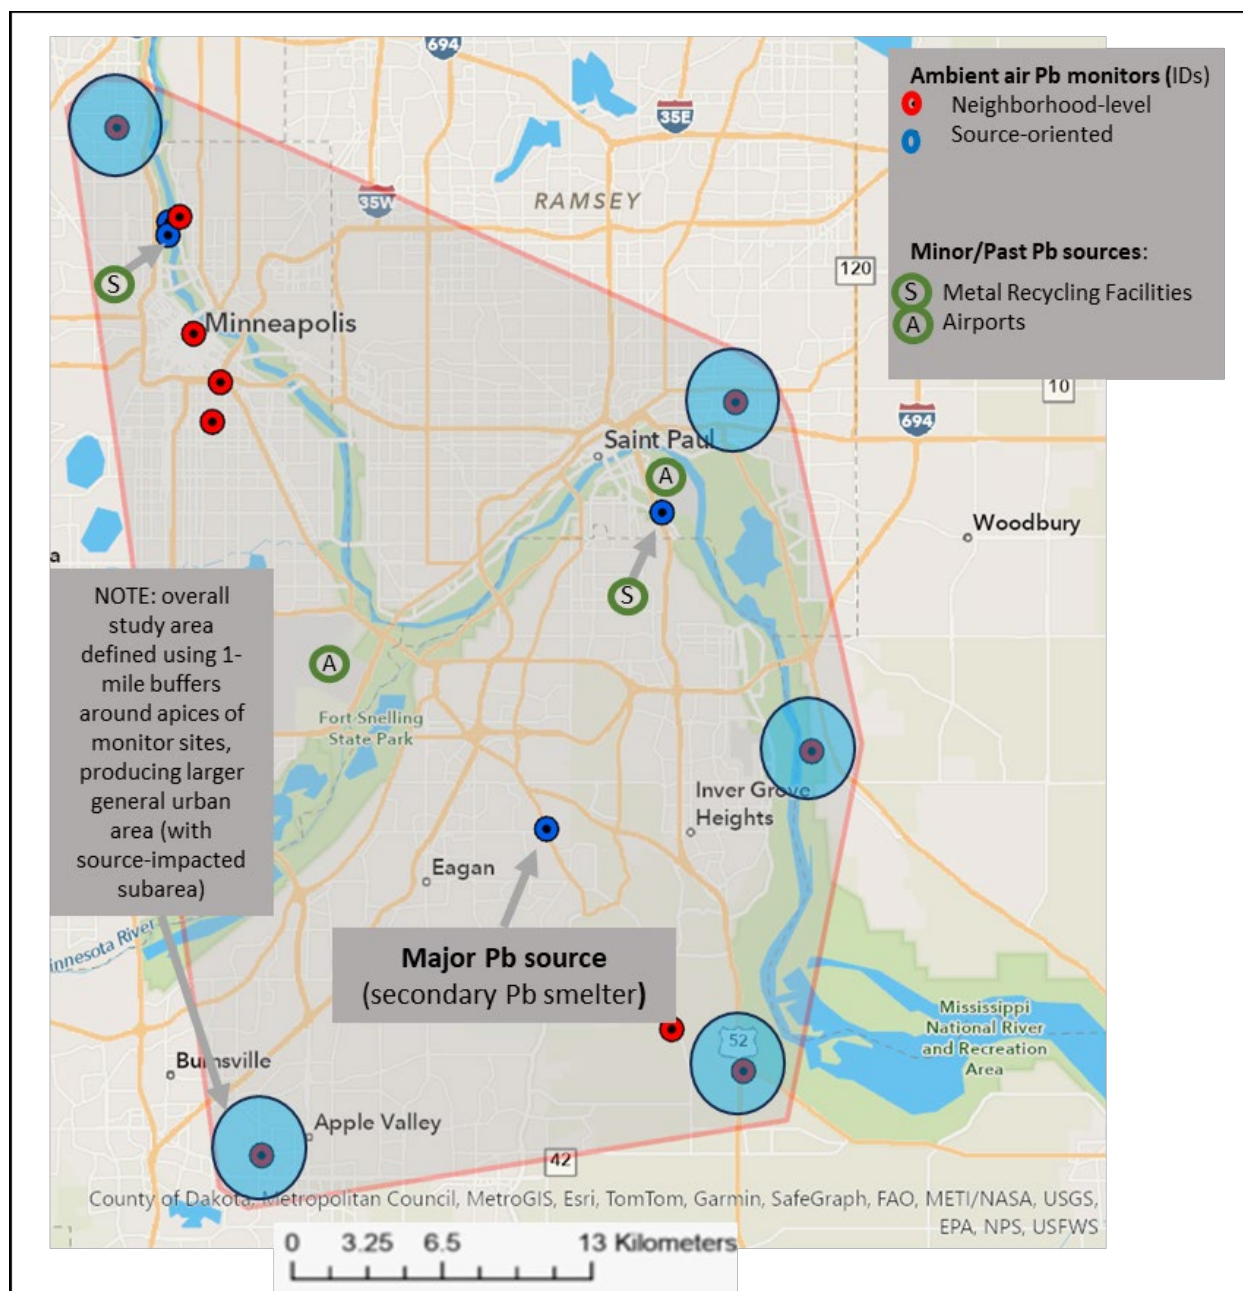 694
35E
35W
RAMSEY
Ambient air Pb monitors (IDs)
Neighborhood-level
Source-oriented
Minor/Past Pb sources:
S Metal Recycling Facilities
A Airports
120
S
Minneapolis
10
694
Saint Paul
A
Woodbury
a
S
NOTE: overall
study area
defined using 1-
mile buffers
around apices of
monitor sites,
producing larger
general urban
area (with
source-impacted
subarea)
A
Fort Snelling
State Park
Inver Grove
Heights
Eagan
innesota River
Major Pb source
(secondary Pb smelter)
Mississippi
National River
and Recreation
Area
52
Burnsville
Apple Valley
42
County of Dakota, Metropolitan Council, MetroGIS, Esri, TomTom, Garmin, SafeGraph, FAO, METI/NASA, USGS,
EPA, NPS, USFWS
0 3.25 6.5 13 Kilometers